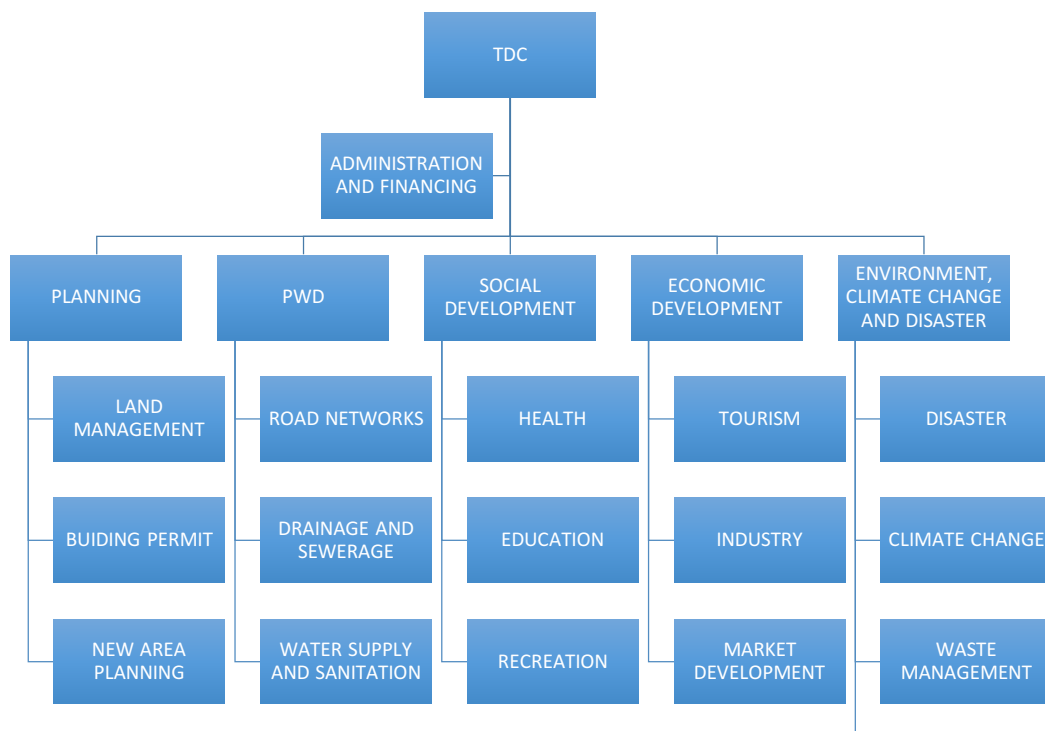 TDC
ADMINISTRATION
AND FINANCING
PLANNING
PWD
SOCIAL
DEVELOPMENT
ECONOMIC
DEVELOPMENT
ENVIRONMENT,
CLIMATE CHANGE
AND DISASTER
LAND
MANAGEMENT
ROAD NETWORKS
HEALTH
TOURISM
DISASTER
BUIDING PERMIT
DRAINAGE AND
SEWERAGE
EDUCATION
INDUSTRY
CLIMATE CHANGE
NEW AREA
PLANNING
WATER SUPPLY
AND SANITATION
RECREATION
MARKET
DEVELOPMENT
WASTE
MANAGEMENT